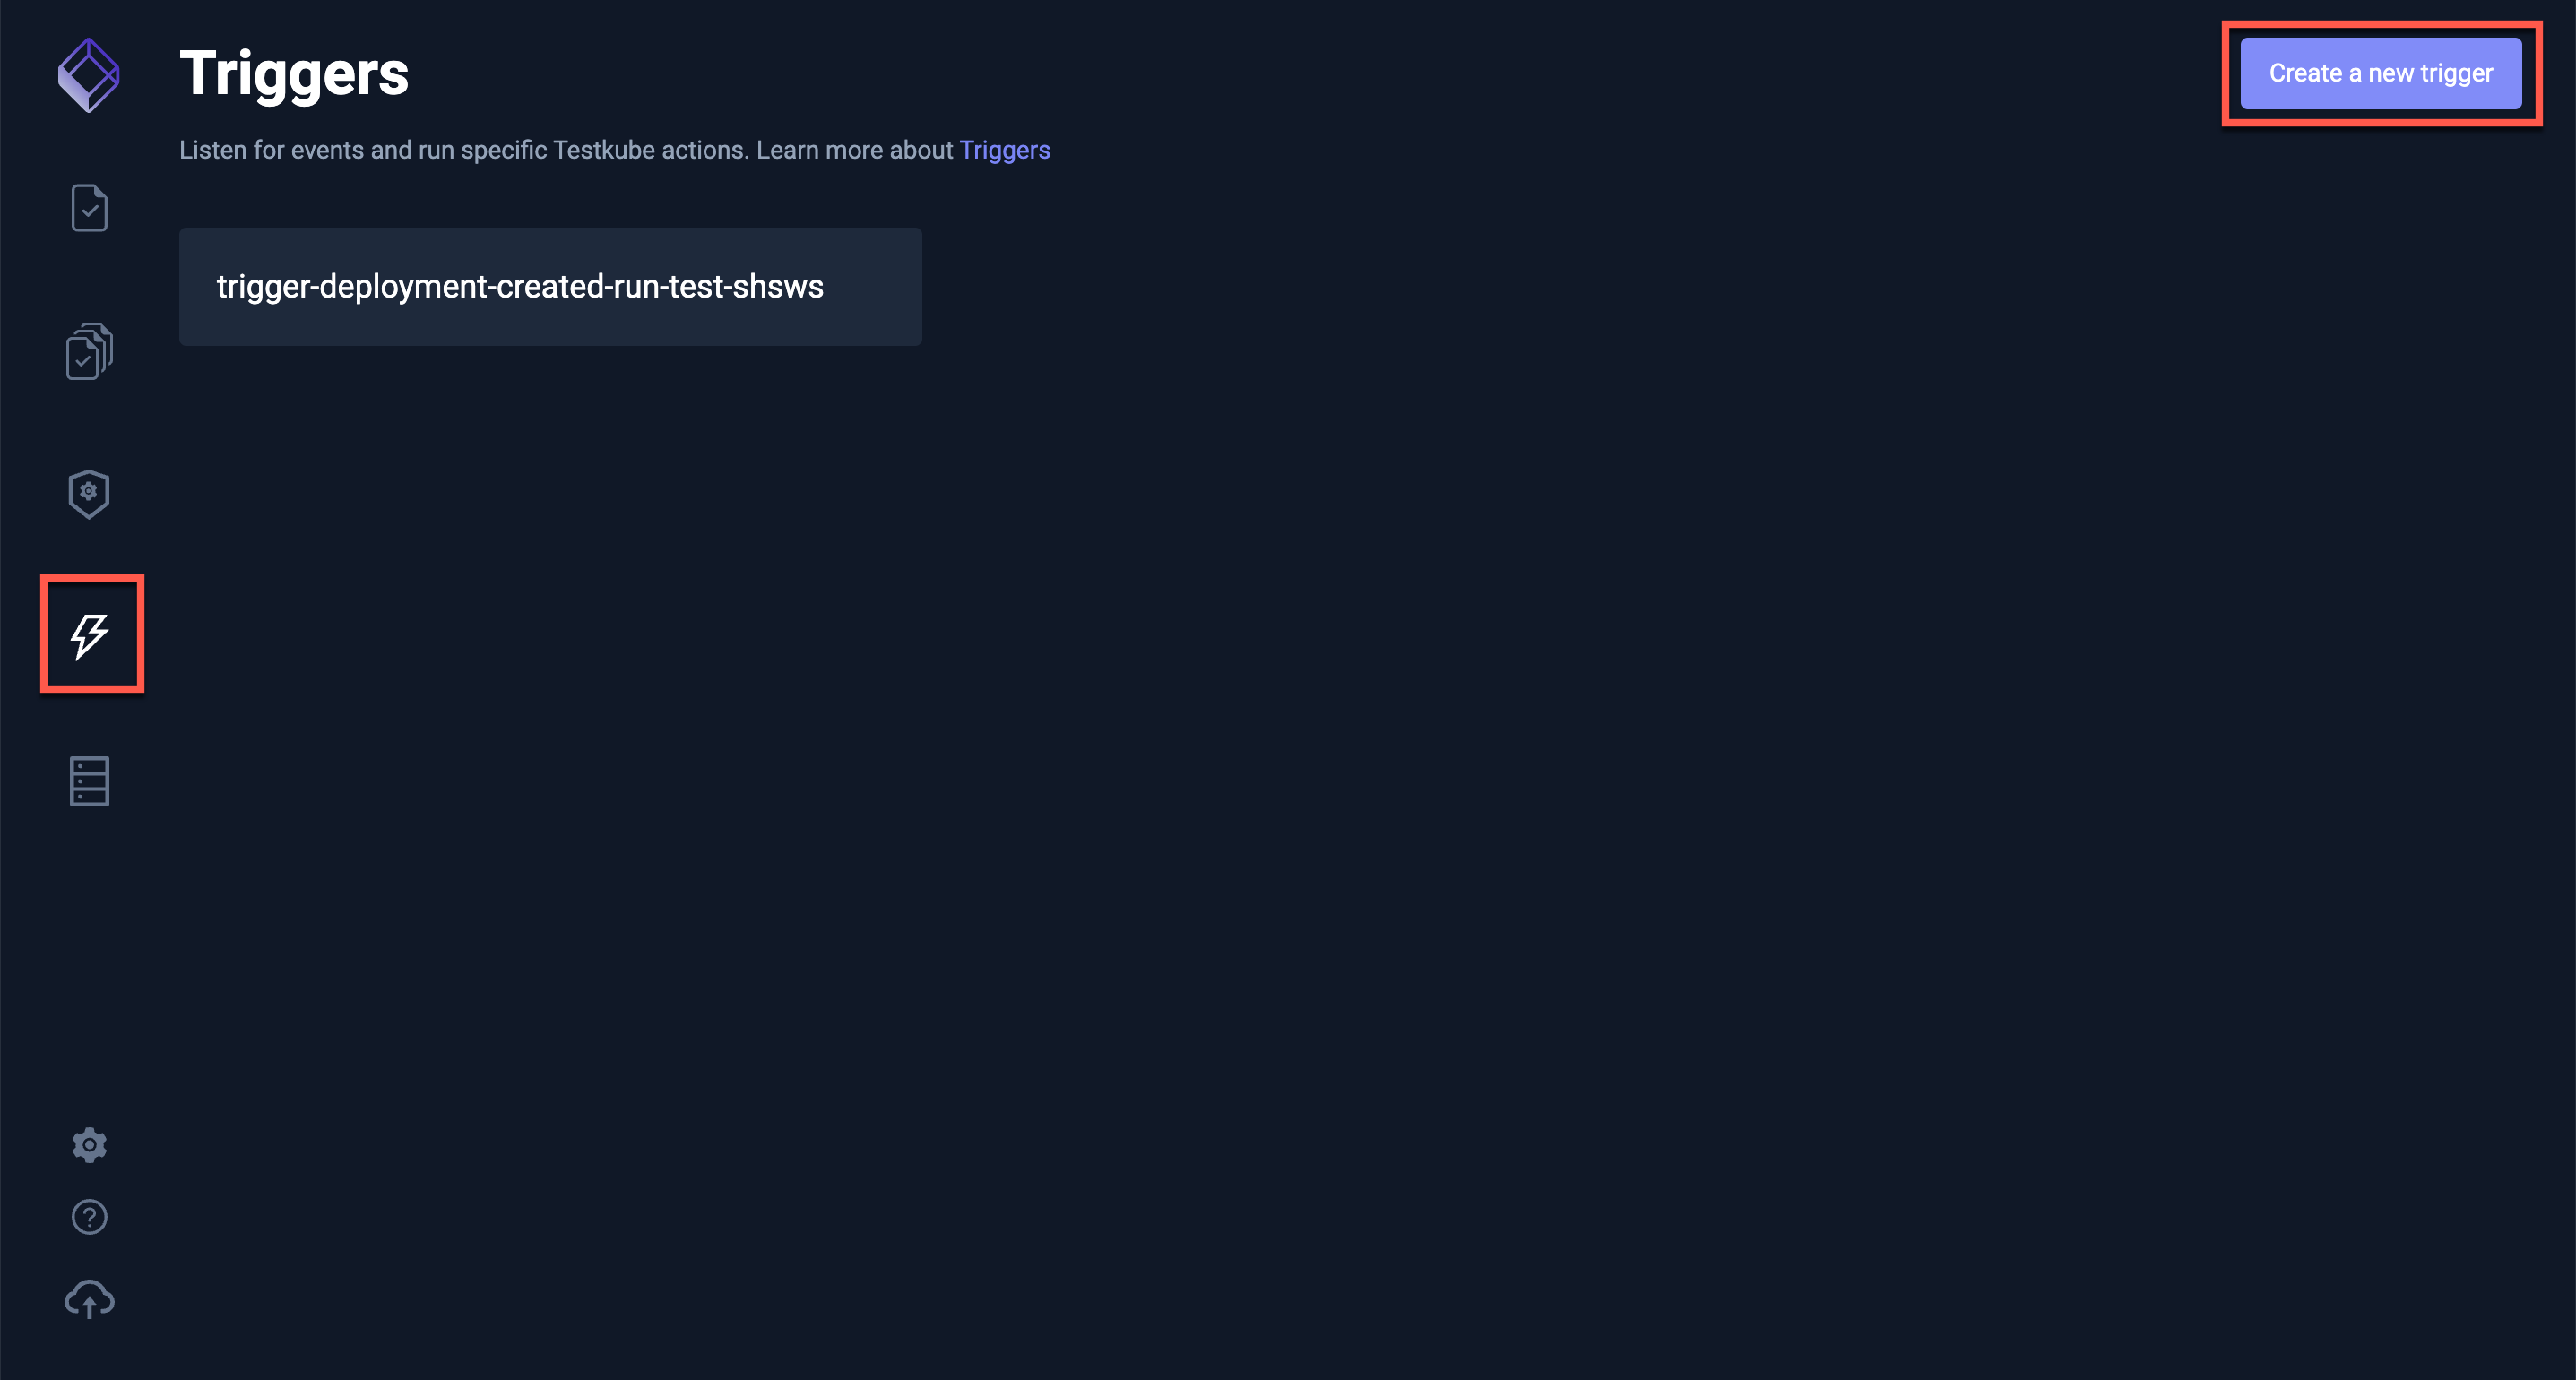 Triggers
Create a new trigger
Listen for events and run specific Testkube actions. Learn more about Triggers
trigger-deployment-created-run-test-shsws